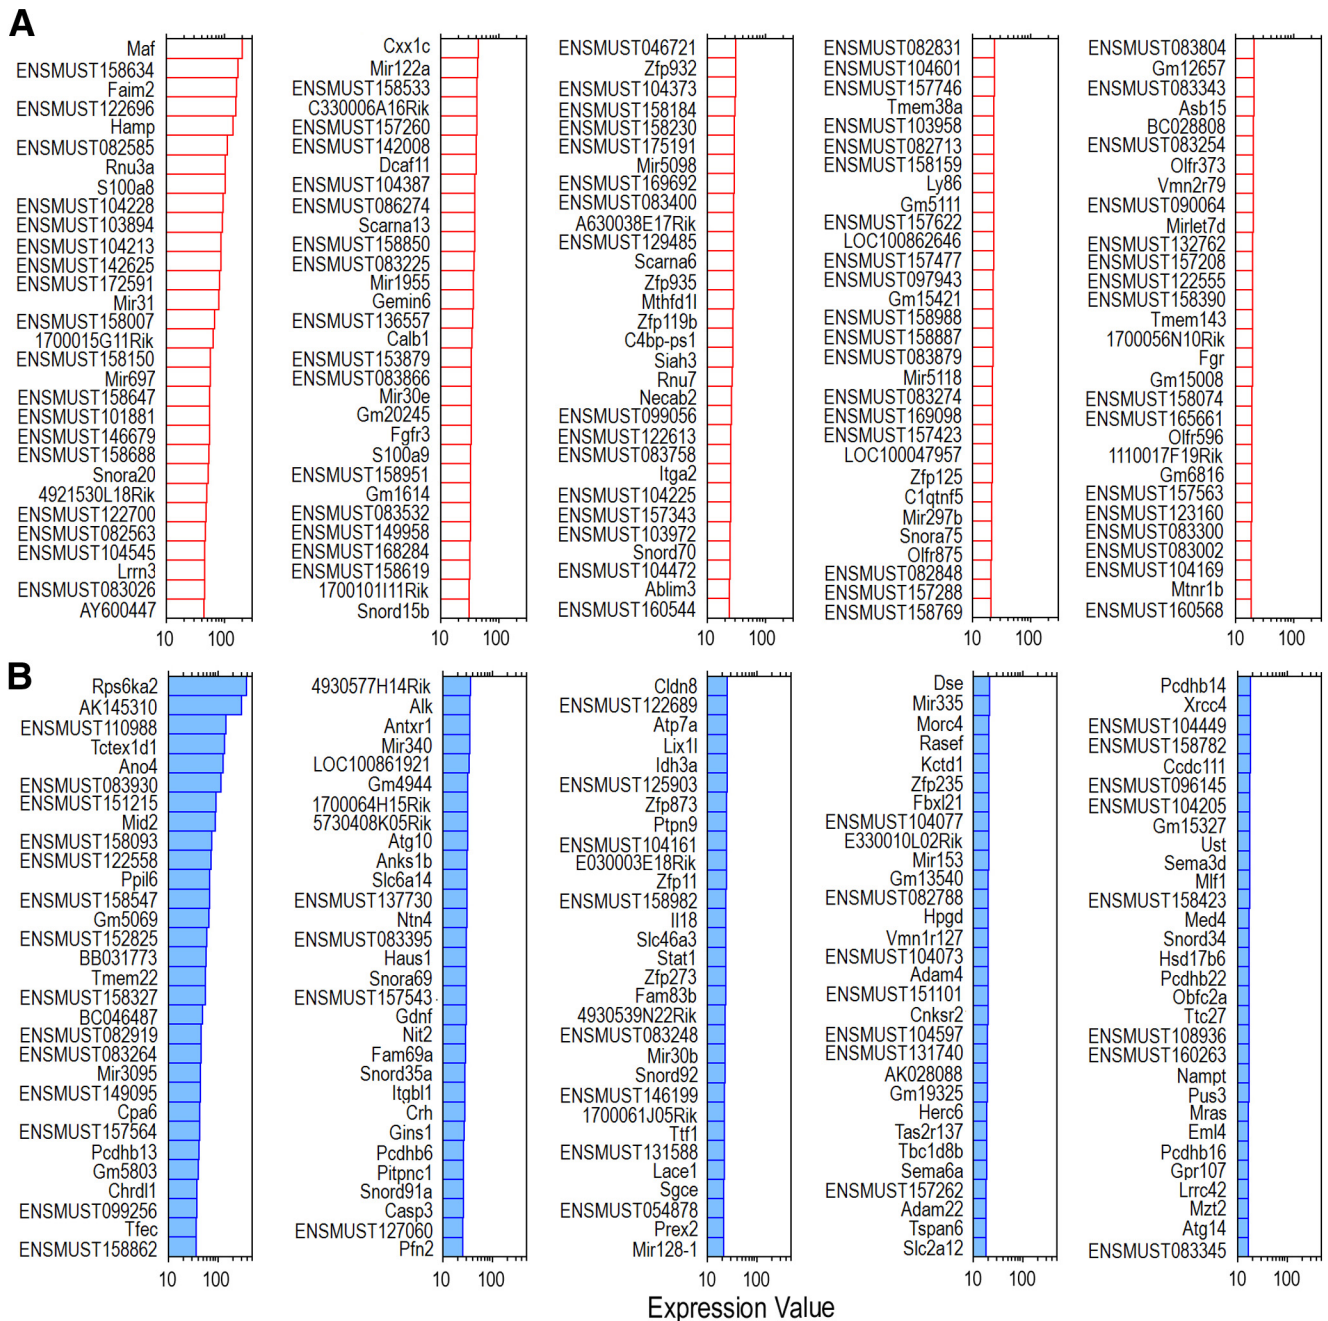 A
Maf
ENSMUST158634
Faim2
ENSMUST122696
Hamp
ENSMUST082585
Rnu3a
S100a8
ENSMUST104228
ENSMUST103894
ENSMUST104213
ENSMUST142625
ENSMUST172591
Mir31
ENSMUST158007
1700015G11Rik
ENSMUST158150
Mir697
ENSMUST158647
ENSMUST101881
ENSMUST146679
ENSMUST158688
Snora20
4921530L18Rik
ENSMUST122700
ENSMUST082563
ENSMUST104545
Lrrn3
ENSMUST083026
AY600447
10 100
Cxx1c
Mir122a
ENSMUST158533
C330006A16Rik
ENSMUST157260
ENSMUST142008
Dcaf11
ENSMUST104387
ENSMUST086274
Scarna13
ENSMUST158850
ENSMUST083225
Mir1955
Gemin6
ENSMUST136557
Calb1
ENSMUST153879
ENSMUST083866
Mir30e
Gm20245
Fgfr3
S100a9
ENSMUST158951
Gm1614
ENSMUST083532
ENSMUST149958
ENSMUST168284
ENSMUST158619
1700101I11Rik
Snord15b
10 100
ENSMUST046721
Zfp932
ENSMUST104373
ENSMUST158184
ENSMUST158230
ENSMUST175191
Mir5098
ENSMUST169692
ENSMUST083400
A630038E17Rik
ENSMUST129485
Scarna6
Zfp935
Mthfd1l
Zfp119b
C4bp-ps1
Siah3
Rnu7
Necab2
ENSMUST099056
ENSMUST122613
ENSMUST083758
Itga2
ENSMUST104225
ENSMUST157343
ENSMUST103972
Snord70
ENSMUST104472
Ablim3
ENSMUST160544
10 100
ENSMUST082831
ENSMUST104601
ENSMUST157746
Tmem38a
ENSMUST103958
ENSMUST082713
ENSMUST158159
Ly86
Gm5111
ENSMUST157622
LOC100862646
ENSMUST157477
ENSMUST097943
Gm15421
ENSMUST158988
ENSMUST158887
ENSMUST083879
Mir5118
ENSMUST083274
ENSMUST169098
ENSMUST157423
LOC100047957
Zfp125
C1qtnf5
Mir297b
Snora75
Olfr875
ENSMUST082848
ENSMUST157288
ENSMUST158769
10 100
ENSMUST083804
Gm12657
ENSMUST083343
Asb15
BC028808
ENSMUST083254
Olfr373
Vmn2r79
ENSMUST090064
Mirlet7d
ENSMUST132762
ENSMUST157208
ENSMUST122555
ENSMUST158390
Tmem143
1700056N10Rik
Fgr
Gm15008
ENSMUST158074
ENSMUST165661
Olfr596
1110017F19Rik
Gm6816
ENSMUST157563
ENSMUST123160
ENSMUST083300
ENSMUST083002
ENSMUST104169
Mtnr1b
ENSMUST160568
10 100
B
Rps6ka2
AK145310
ENSMUST110988
Tctex1d1
Ano4
ENSMUST083930
ENSMUST151215
Mid2
ENSMUST158093
ENSMUST122558
Ppil6
ENSMUST158547
Gm5069
ENSMUST152825
BB031773
Tmem22
ENSMUST158327
BC046487
ENSMUST082919
ENSMUST083264
Mir3095
ENSMUST149095
Cpa6
ENSMUST157564
Pcdhb13
Gm5803
Chrdl1
ENSMUST099256
Tfec
ENSMUST158862
10 100
4930577H14Rik
Alk
Antxr1
Mir340
LOC100861921
Gm4944
1700064H15Rik
5730408K05Rik
Atg10
Anks1b
Slc6a14
ENSMUST137730
Ntn4
ENSMUST083395
Haus1
Snora69
ENSMUST157543
Gdnf
Nit2
Fam69a
Snord35a
Itgbl1
Crh
Gins1
Pcdhb6
Pitpnc1
Snord91a
Casp3
ENSMUST127060
Pfn2
10 100
Cldn8
ENSMUST122689
Atp7a
Lix1l
Idh3a
ENSMUST125903
Zfp873
Ptpn9
ENSMUST104161
E030003E18Rik
Zfp11
ENSMUST158982
Il18
Slc46a3
Stat1
Zfp273
Fam83b
4930539N22Rik
ENSMUST083248
Mir30b
Snord92
ENSMUST146199
1700061J05Rik
Ttf1
ENSMUST131588
Lace1
Sgce
ENSMUST054878
Prex2
Mir128-1
10 100
Dse
Mir335
Morc4
Rasef
Kctd1
Zfp235
Fbxl21
ENSMUST104077
E330010L02Rik
Mir153
Gm13540
ENSMUST082788
Hpgd
Vmn1r127
ENSMUST104073
Adam4
ENSMUST151101
Cnksr2
ENSMUST104597
ENSMUST131740
AK028088
Gm19325
Herc6
Tas2r137
Tbc1d8b
Sema6a
ENSMUST157262
Adam22
Tspan6
Slc2a12
10 100
Pcdhb14
Xrcc4
ENSMUST104449
ENSMUST158782
Ccdc111
ENSMUST096145
ENSMUST104205
Gm15327
Ust
Sema3d
Mlf1
ENSMUST158423
Med4
Snord34
Hsd17b6
Pcdhb22
Obfc2a
Ttc27
ENSMUST108936
ENSMUST160263
Nampt
Pus3
Mras
Eml4
Pcdhb16
Gpr107
Lrrc42
Mzt2
Atg14
ENSMUST083345
10 100
Expression Value